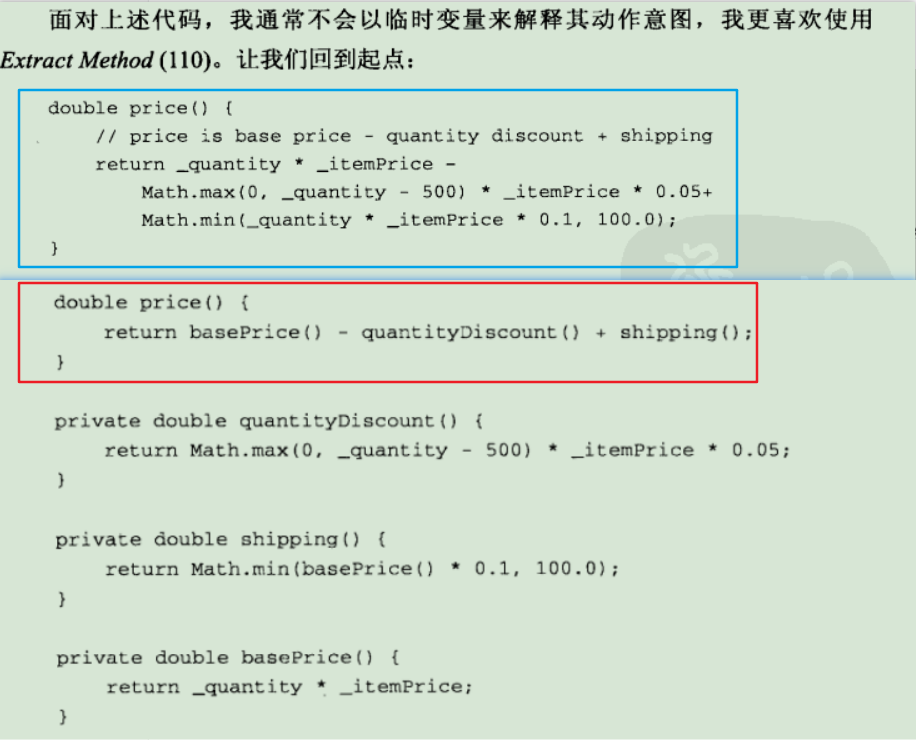 面对上述代码，我通常不会以临时变量来解释其动作意图，我更喜欢使用
Extract Method (110)。让我们回到起点：
double price() {
// price is base price - quantity discount + shipping
return _quantity * _itemPrice -
Math.max(0, _quantity - 500) * _itemPrice * 0.05+
Math.min(_quantity * _itemPrice * 0.1, 100.0);
}
double price() {
return basePrice() - quantityDiscount() + shipping();
}
private double quantityDiscount() {
return Math.max(0, _quantity - 500) * _itemPrice * 0.05;
}
private double shipping() {
return Math.min(basePrice() * 0.1, 100.0);
}
private double basePrice() {
return _quantity * _itemPrice;
}